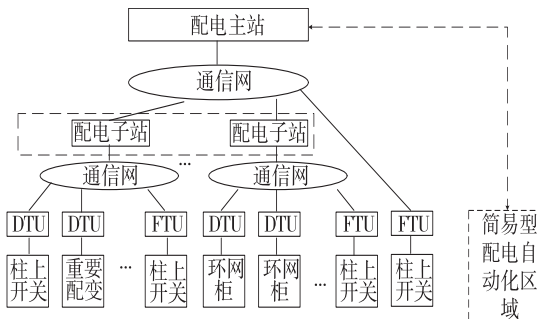 配电主站
通信网
配电子站
配电子站
通信网
...
通信网
DTU
DTU
FTU
DTU
DTU
FTU
FTU
柱上
开关
重要
配变
...
柱上
开关
环网
柜
环网
柜
...
柱上
开关
柱上
开关
简易型
配电自
动化区
域